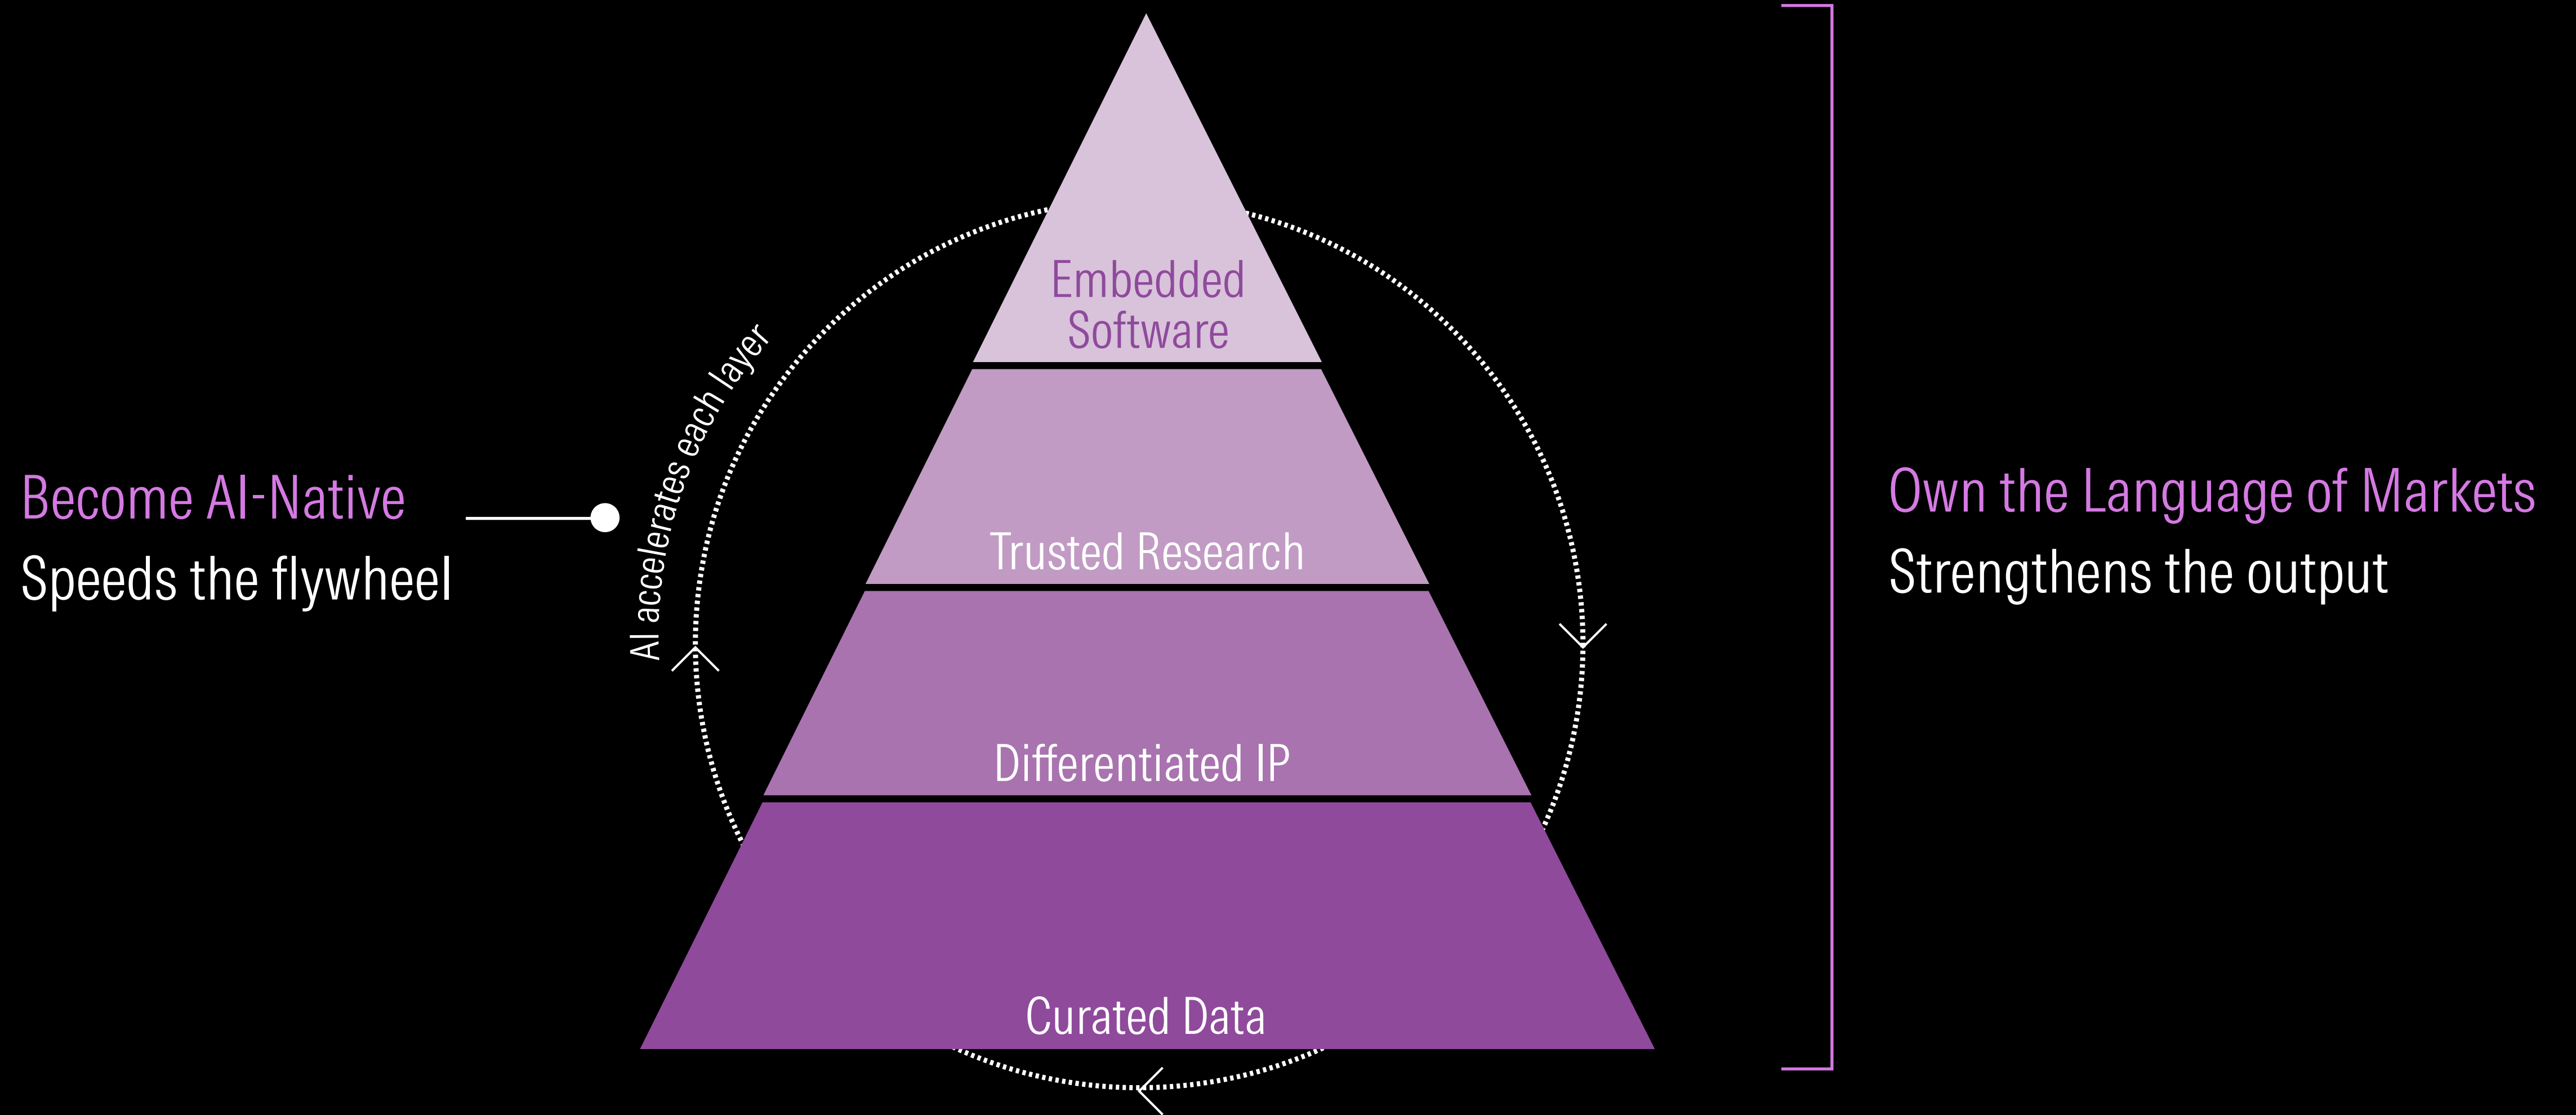 Become AI-Native
Speeds the flywheel
AI accelerates each layer
Embedded
Software
Trusted Research
Differentiated IP
Curated Data
Own the Language of Markets
Strengthens the output